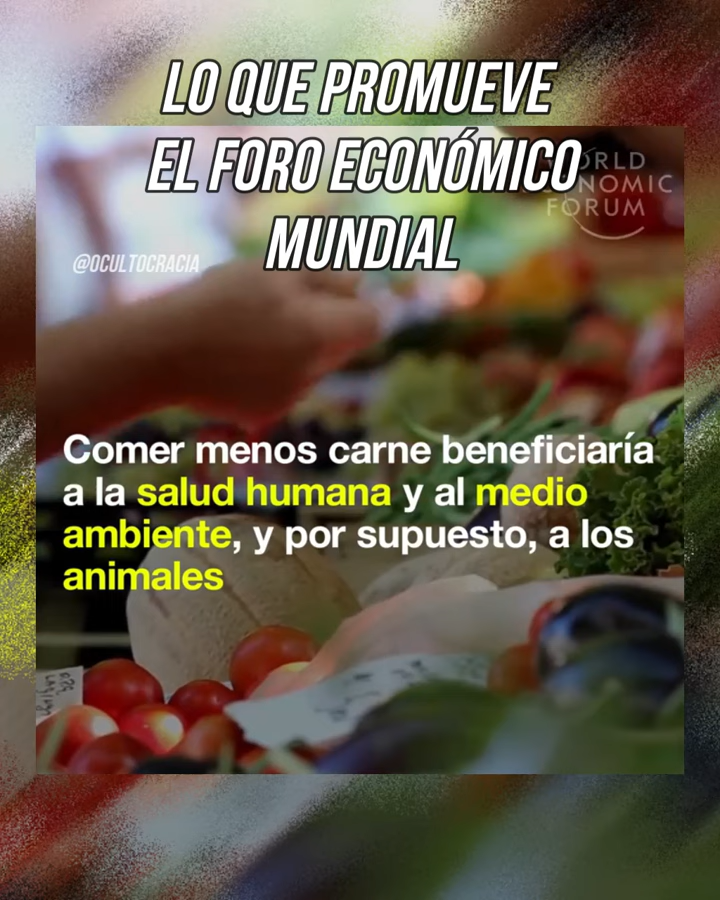 LO QUE PROMUEVE
EL FORO ECONÓMICO
MUNDIAL
FORUM
@OCULTOCRACIA
Comer menos carne beneficiaría
a la salud humana y al medio
ambiente, y por supuesto, a los
animales